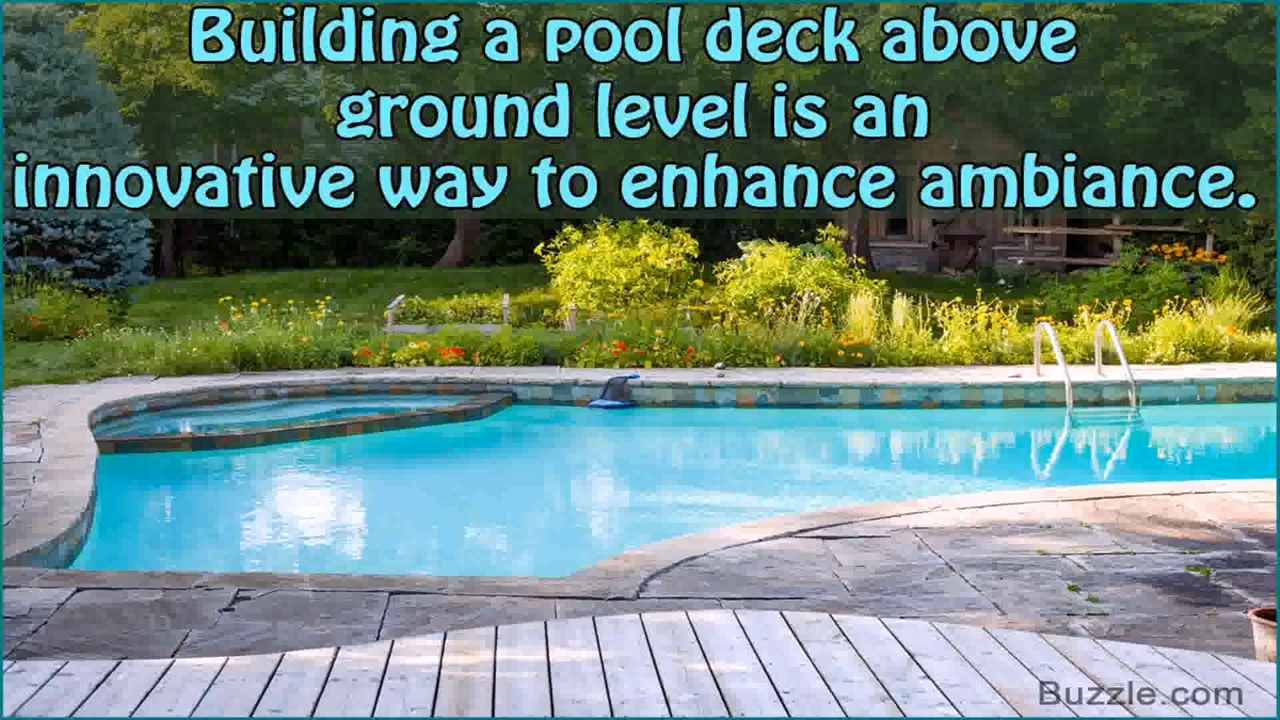 Building a pool deck above
ground level is an
innovative way to enhance ambiance.
Buzzle.com